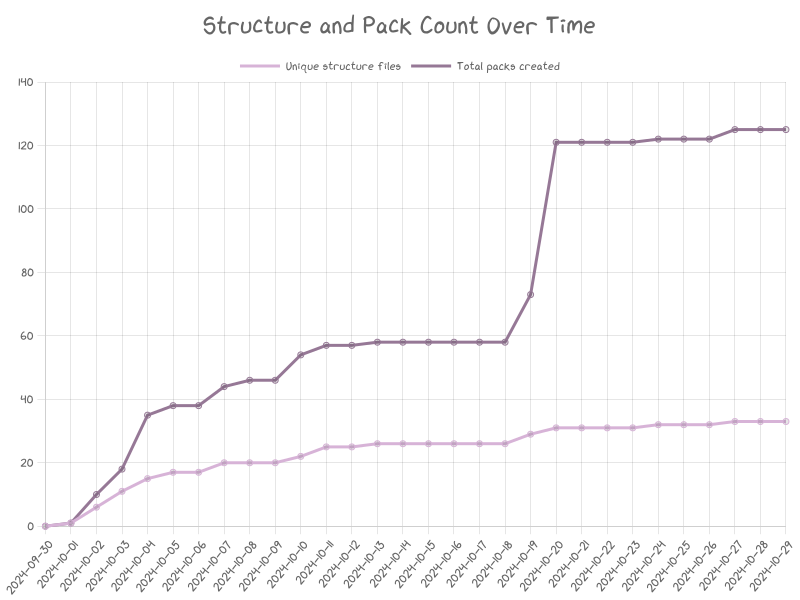 Structure and Pack Count Over Time
Unique structure files Total packs created
140
120
100
80
60
40
20
0
2024-09-30 2024-10-01 2024-10-02 2024-10-03 2024-10-04 2024-10-05 2024-10-06 2024-10-07 2024-10-08 2024-10-09 2024-10-10 2024-10-11 2024-10-12 2024-10-13 2024-10-14 2024-10-15 2024-10-16 2024-10-17 2024-10-18 2024-10-19 2024-10-20 2024-10-21 2024-10-22 2024-10-23 2024-10-24 2024-10-25 2024-10-26 2024-10-27 2024-10-28 2024-10-29